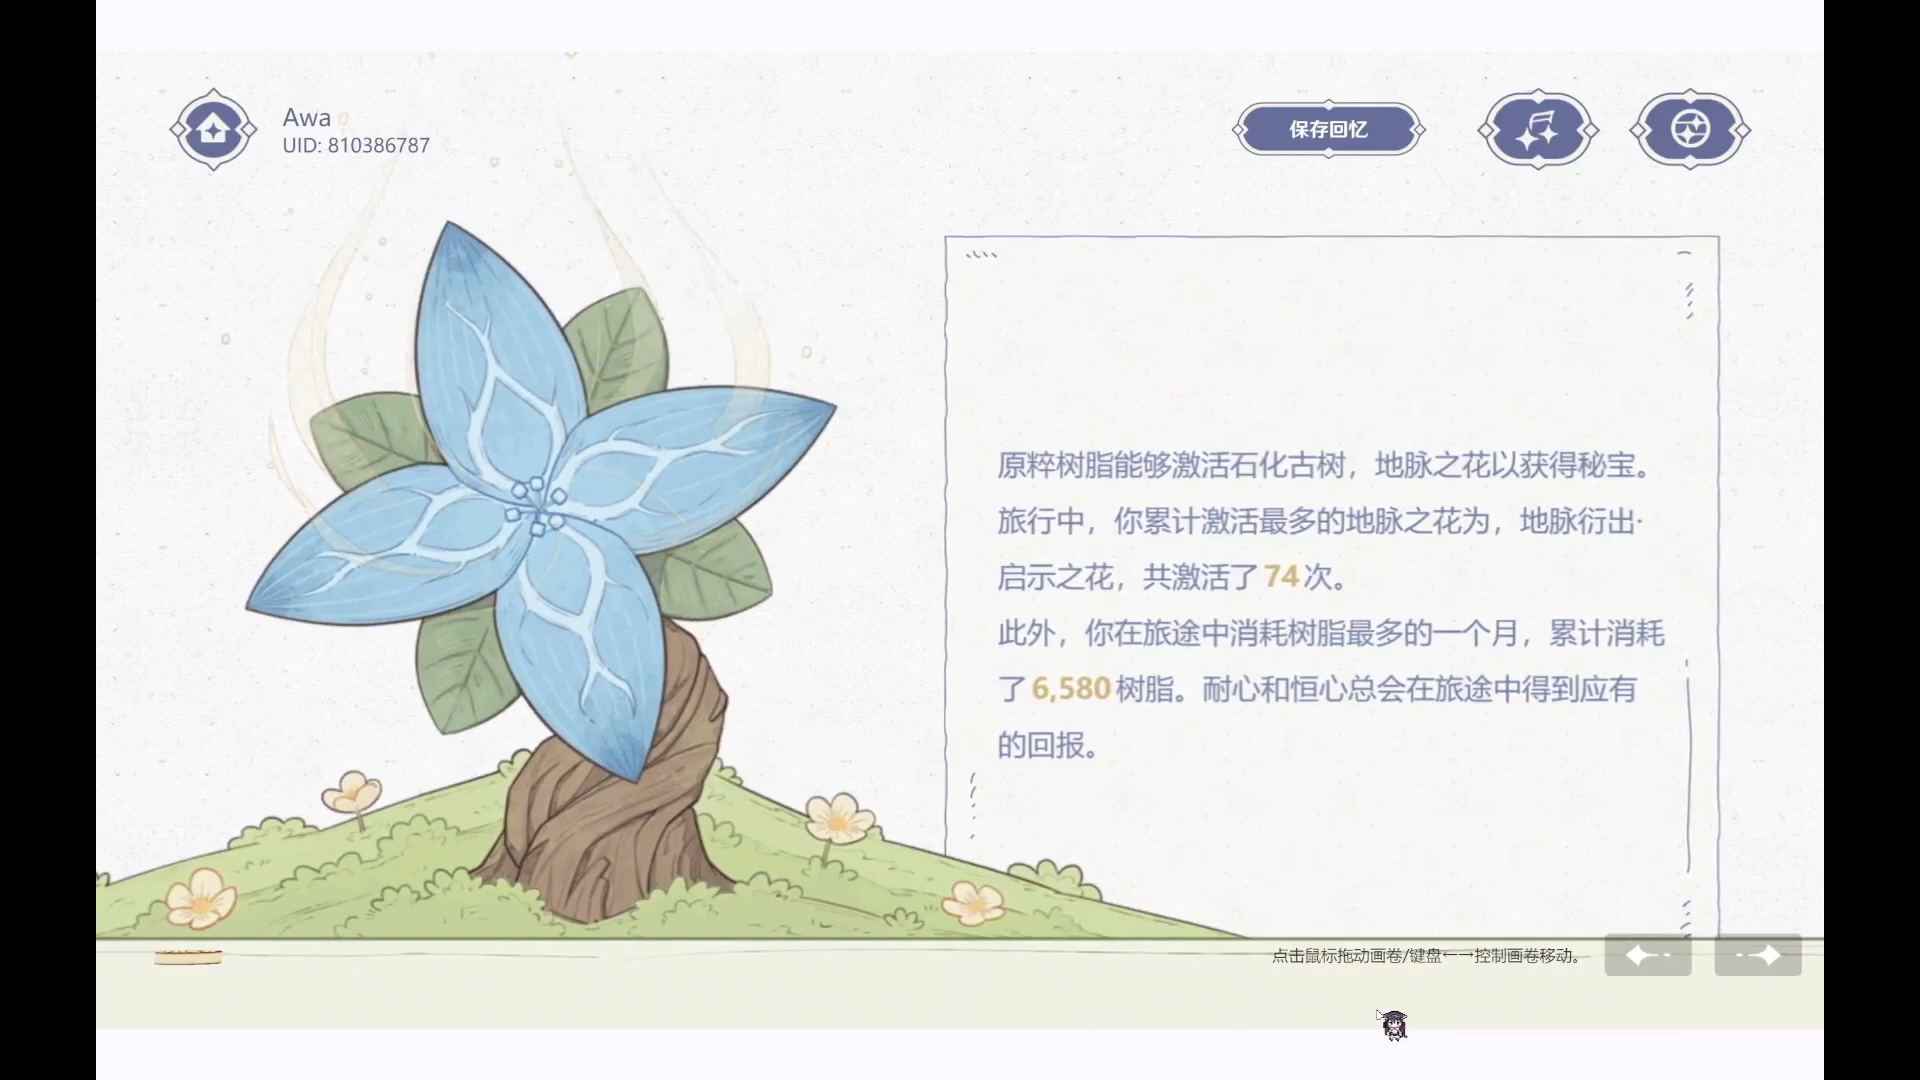 Awa
UID: 810386787
保存回忆
原粹树脂能够激活石化古树，地脉之花以获得秘宝。
旅行中，你累计激活最多的地脉之花为，地脉衍出·
启示之花，共激活了 74 次。
此外，你在旅途中消耗树脂最多的一个月，累计消耗
了 6,580 树脂。耐心和恒心总会在旅途中得到应有
的回报。
点击鼠标拖动画卷/键盘←→控制画卷移动。